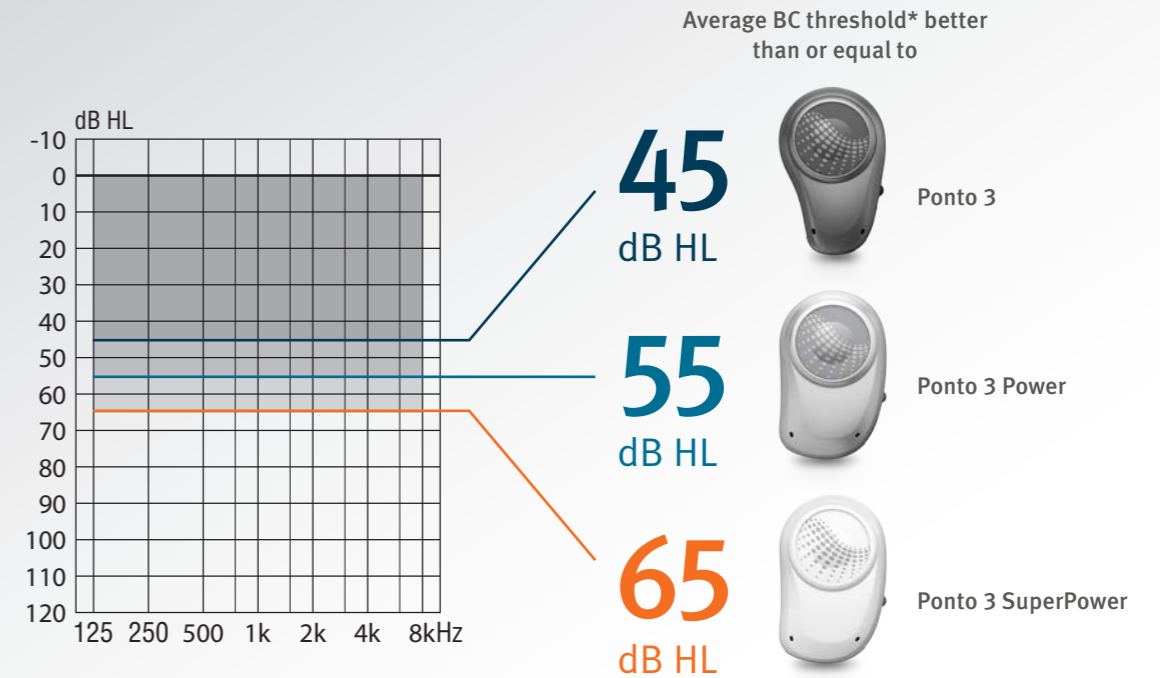 Average BC threshold* better
than or equal to
dB HL
-10
0
10
20
30
40
50
60
70
80
90
100
110
120
125 250 500 1k 2k 4k 8kHz
45
dB HL
Ponto 3
55
dB HL
Ponto 3 Power
65
dB HL
Ponto 3 SuperPower